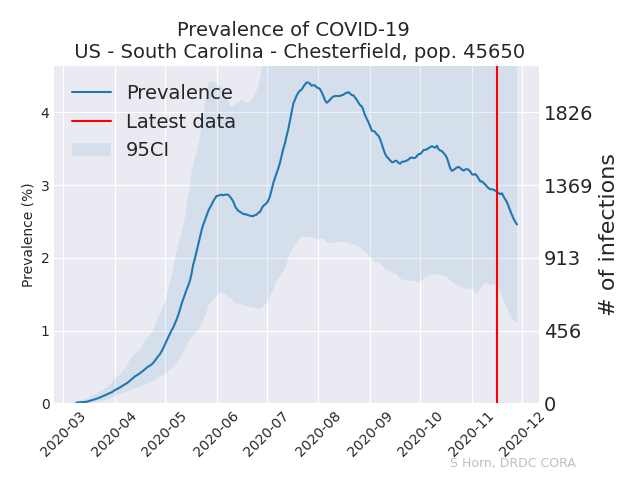 Prevalence of COVID-19
US - South Carolina - Chesterfield, pop. 45650
Prevalence
Latest data
95CI
Prevalence (%)
4
3
2
1
0
1826
1369
913
456
0
# of infections
2020-03
2020-04
2020-05
2020-06
2020-07
2020-08
2020-09
2020-10
2020-11
2020-12
S Horn, DRDC CORA